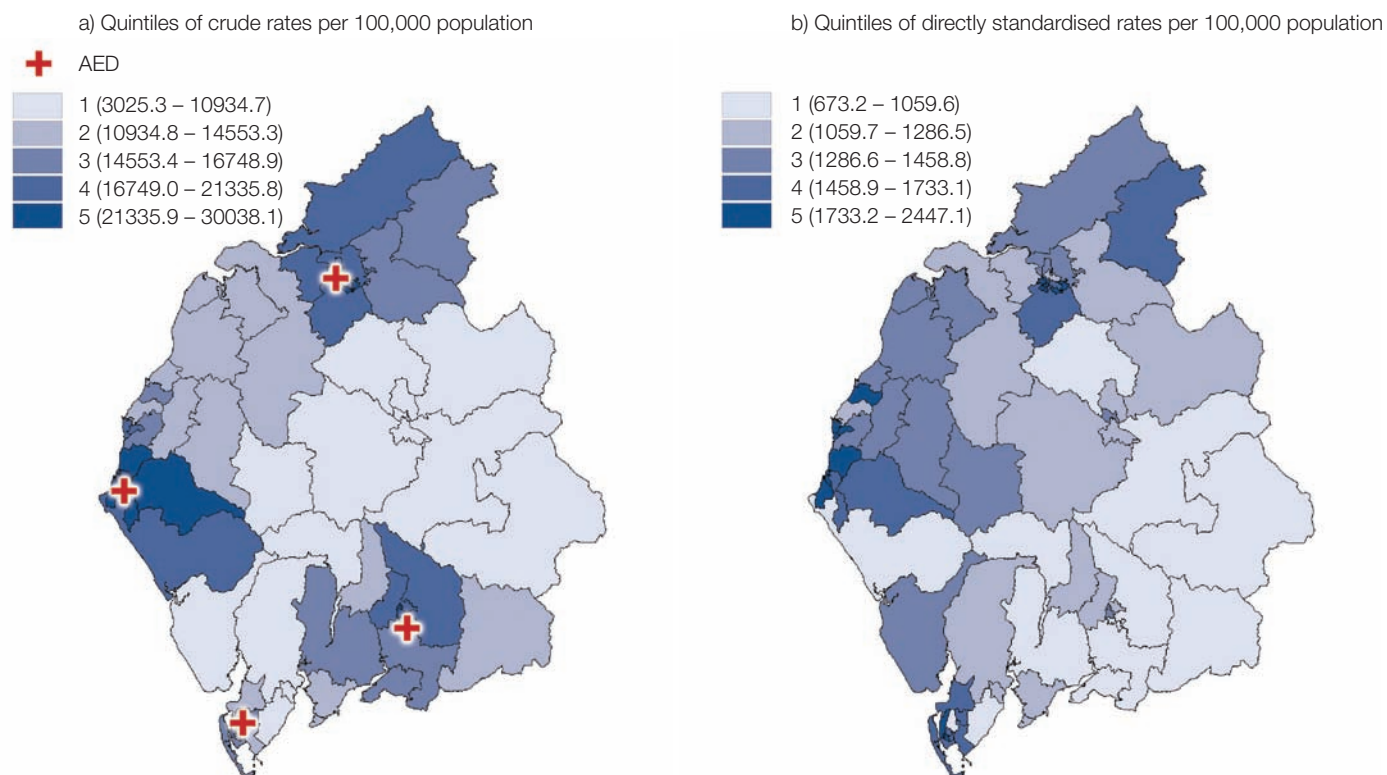 a) Quintiles of crude rates per 100,000 population
AED
1 (3025.3 – 10934.7)
2 (10934.8 – 14553.3)
3 (14553.4 – 16748.9)
4 (16749.0 – 21335.8)
5 (21335.9 – 30038.1)
b) Quintiles of directly standardised rates per 100,000 population
1 (673.2 – 1059.6)
2 (1059.7 – 1286.5)
3 (1286.6 – 1458.8)
4 (1458.9 – 1733.1)
5 (1733.2 – 2447.1)